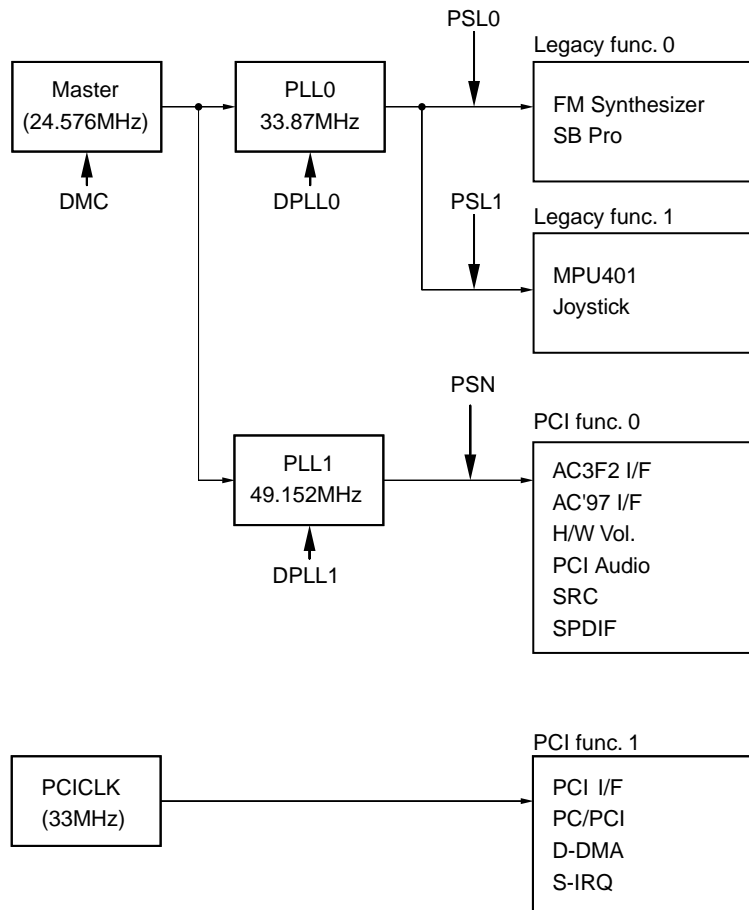 PSL0
Legacy func. 0
Master
(24.576MHz)
PLL0
33.87MHz
FM Synthesizer
SB Pro
DMC
DPLL0
PSL1
Legacy func. 1
MPU401
Joystick
PSN
PCI func. 0
PLL1
49.152MHz
AC3F2 I/F
AC'97 I/F
H/W Vol.
PCI Audio
SRC
SPDIF
DPLL1
PCI func. 1
PCICLK
(33MHz)
PCI I/F
PC/PCI
D-DMA
S-IRQ